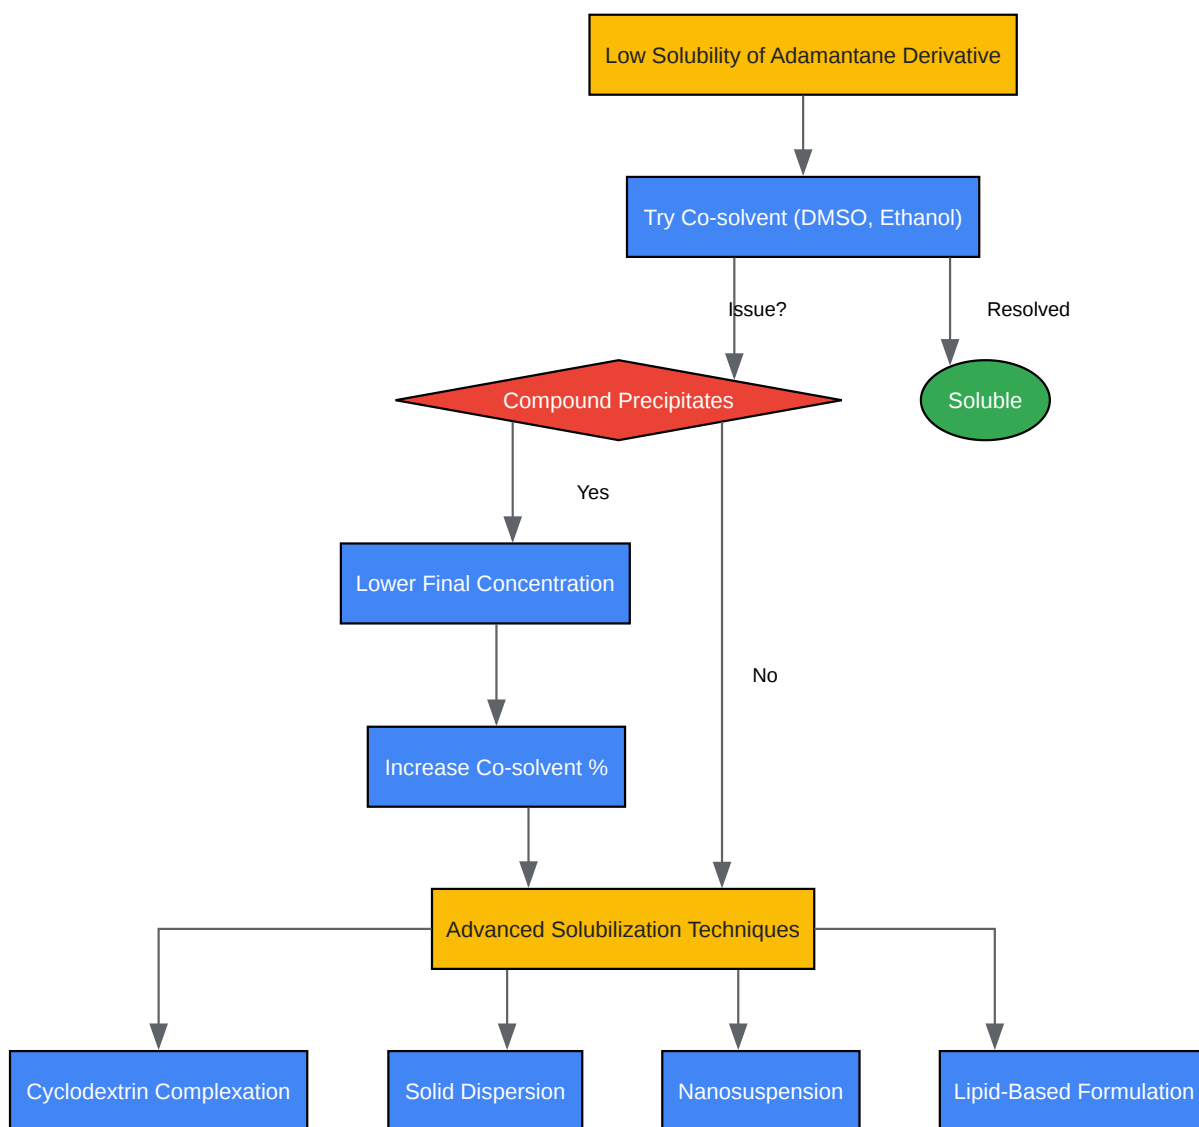 Low Solubility of Adamantane Derivative
Try Co-solvent (DMSO, Ethanol)
Issue?
Resolved
Compound Precipitates
Soluble
Yes
Lower Final Concentration
No
Increase Co-solvent %
Advanced Solubilization Techniques
Cyclodextrin Complexation
Solid Dispersion
Nanosuspension
Lipid-Based Formulation